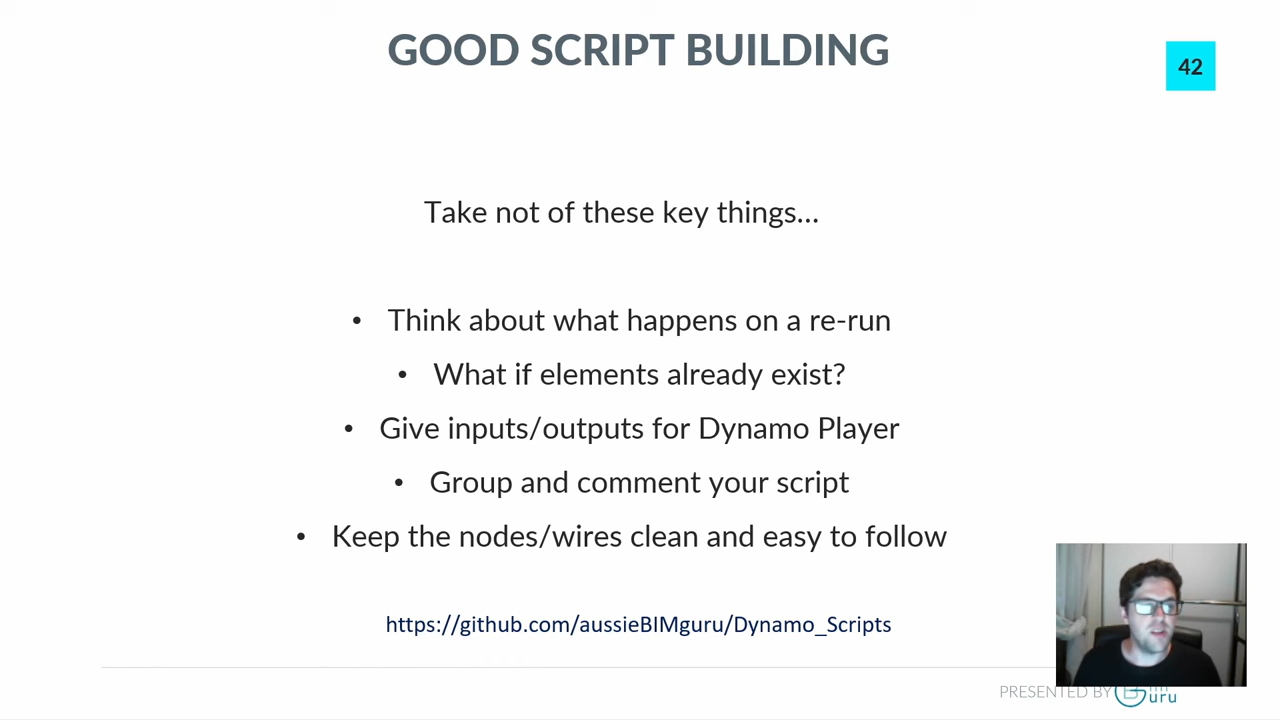 GOOD SCRIPT BUILDING
42
Take not of these key things...
• Think about what happens on a re-run
• What if elements already exist?
• Give inputs/outputs for Dynamo Player
• Group and comment your script
• Keep the nodes/wires clean and easy to follow
https://github.com/aussieBIMguru/Dynamo_Scripts
PRESENTED BY